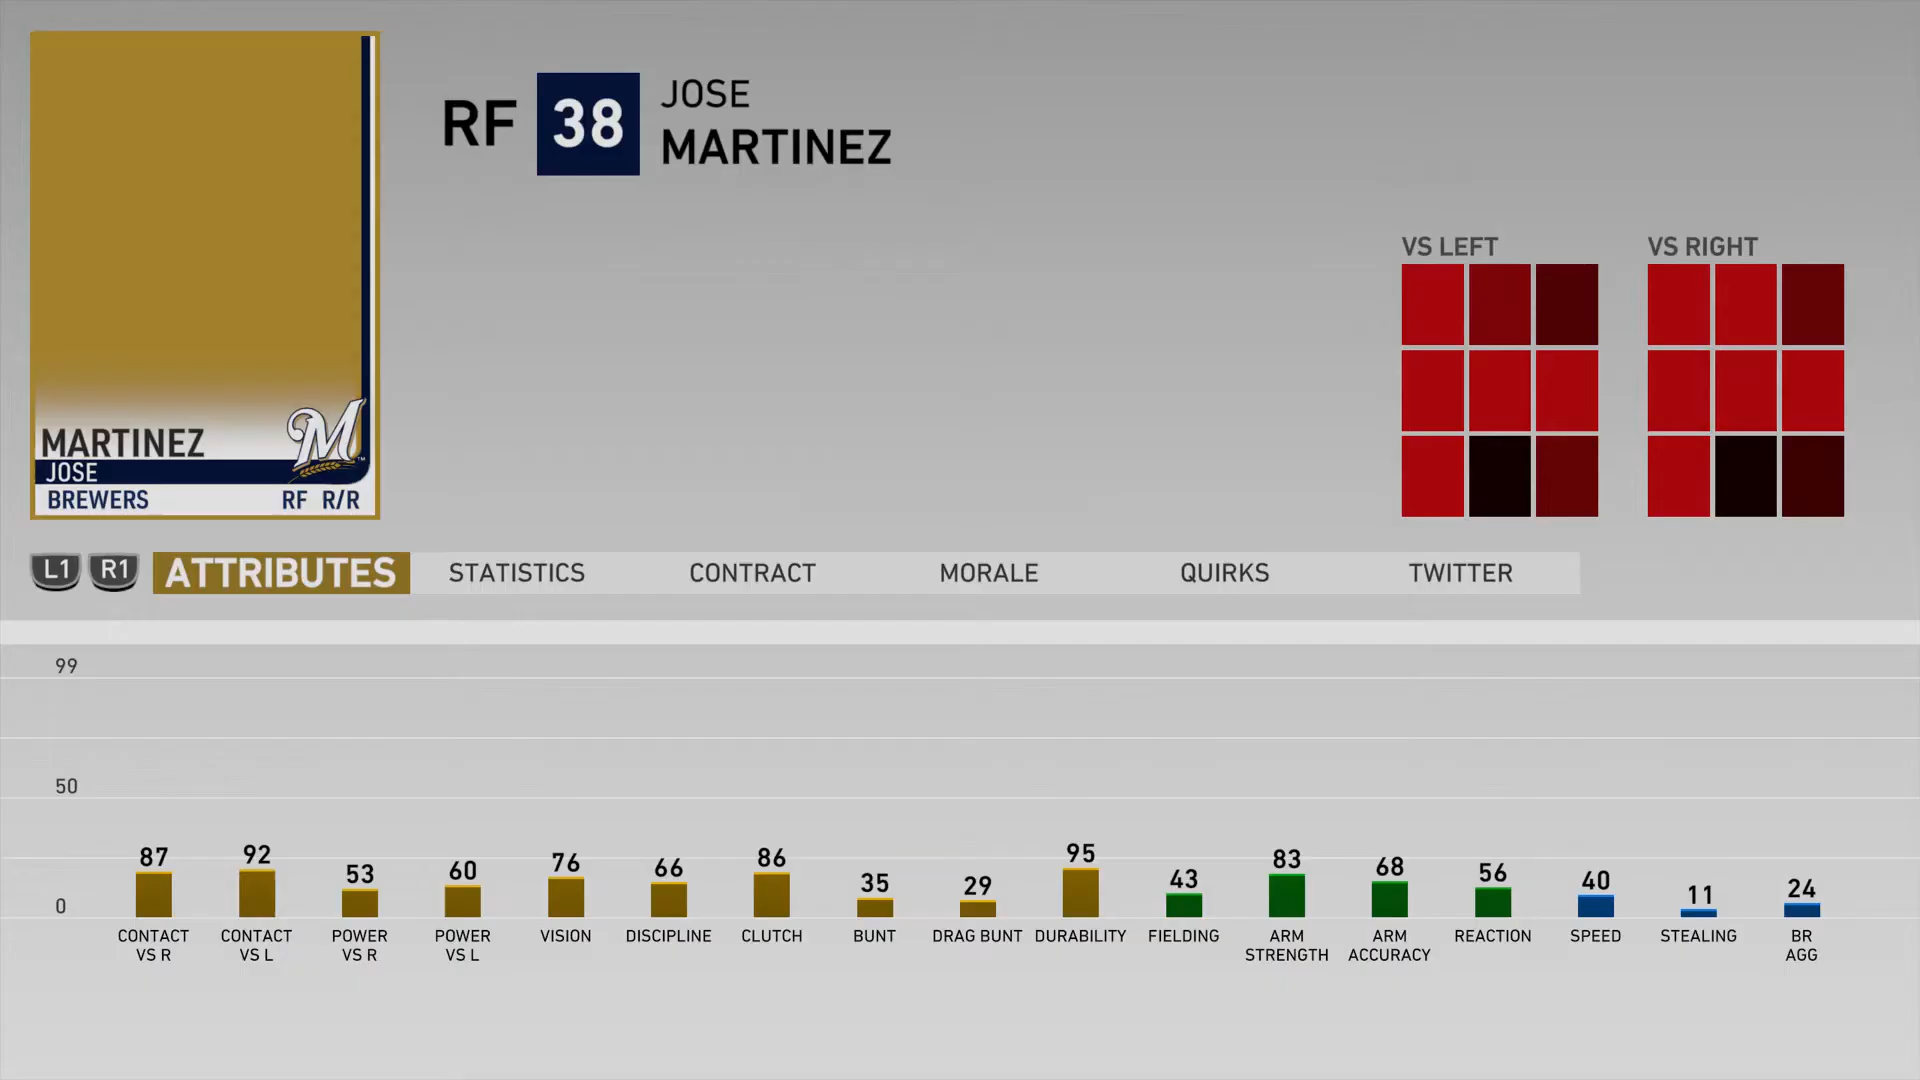 RF 38 JOSE
MARTINEZ
VS LEFT VS RIGHT
M
MARTINEZ
JOSE
BREWERS RF R/R
L1 R1 ATTRIBUTES STATISTICS CONTRACT MORALE QUIRKS TWITTER
99
50
0
87 92 53 60 76 66 86 35 29 95 43 83 68 56 40 11 24
CONTACT VS R
CONTACT VS L
POWER VS R
POWER VS L
VISION
DISCIPLINE
CLUTCH
BUNT
DRAG BUNT
DURABILITY
FIELDING
ARM STRENGTH
ARM ACCURACY
REACTION
SPEED
STEALING
BR AGG